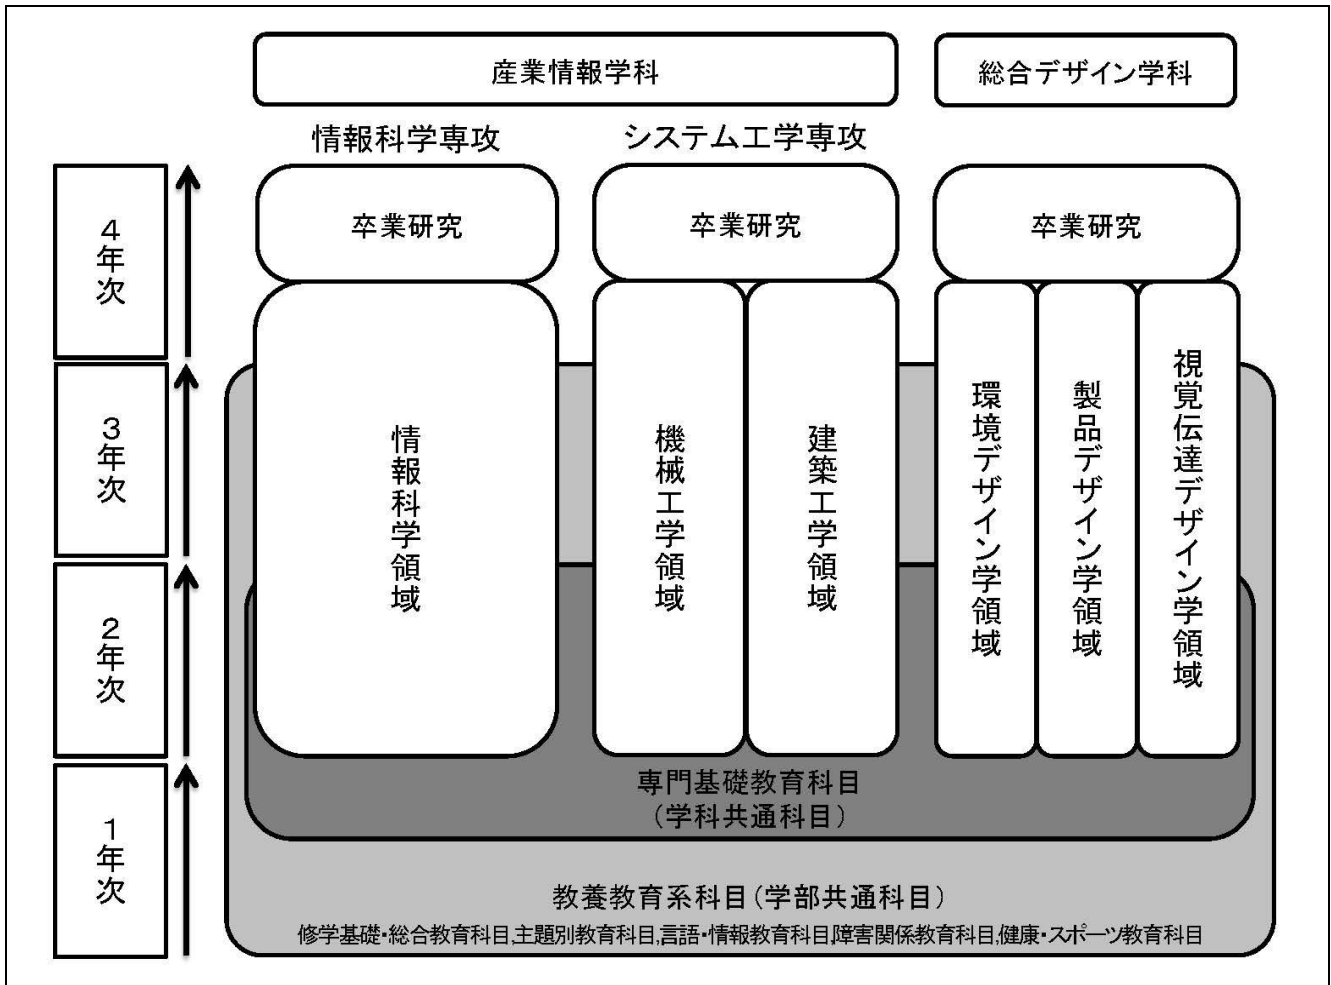 産業情報学科
総合デザイン学科
情報科学専攻
システム工学専攻
4年次
卒業研究
卒業研究
卒業研究
3年次
2年次
1年次
情報科学領域
機械工学領域
建築工学領域
環境デザイン学領域
製品デザイン学領域
視覚伝達デザイン学領域
専門基礎教育科目
(学科共通科目)
教養教育系科目(学部共通科目)
修学基礎・総合教育科目,主題別教育科目,言語・情報教育科目,障害関係教育科目,健康・スポーツ教育科目